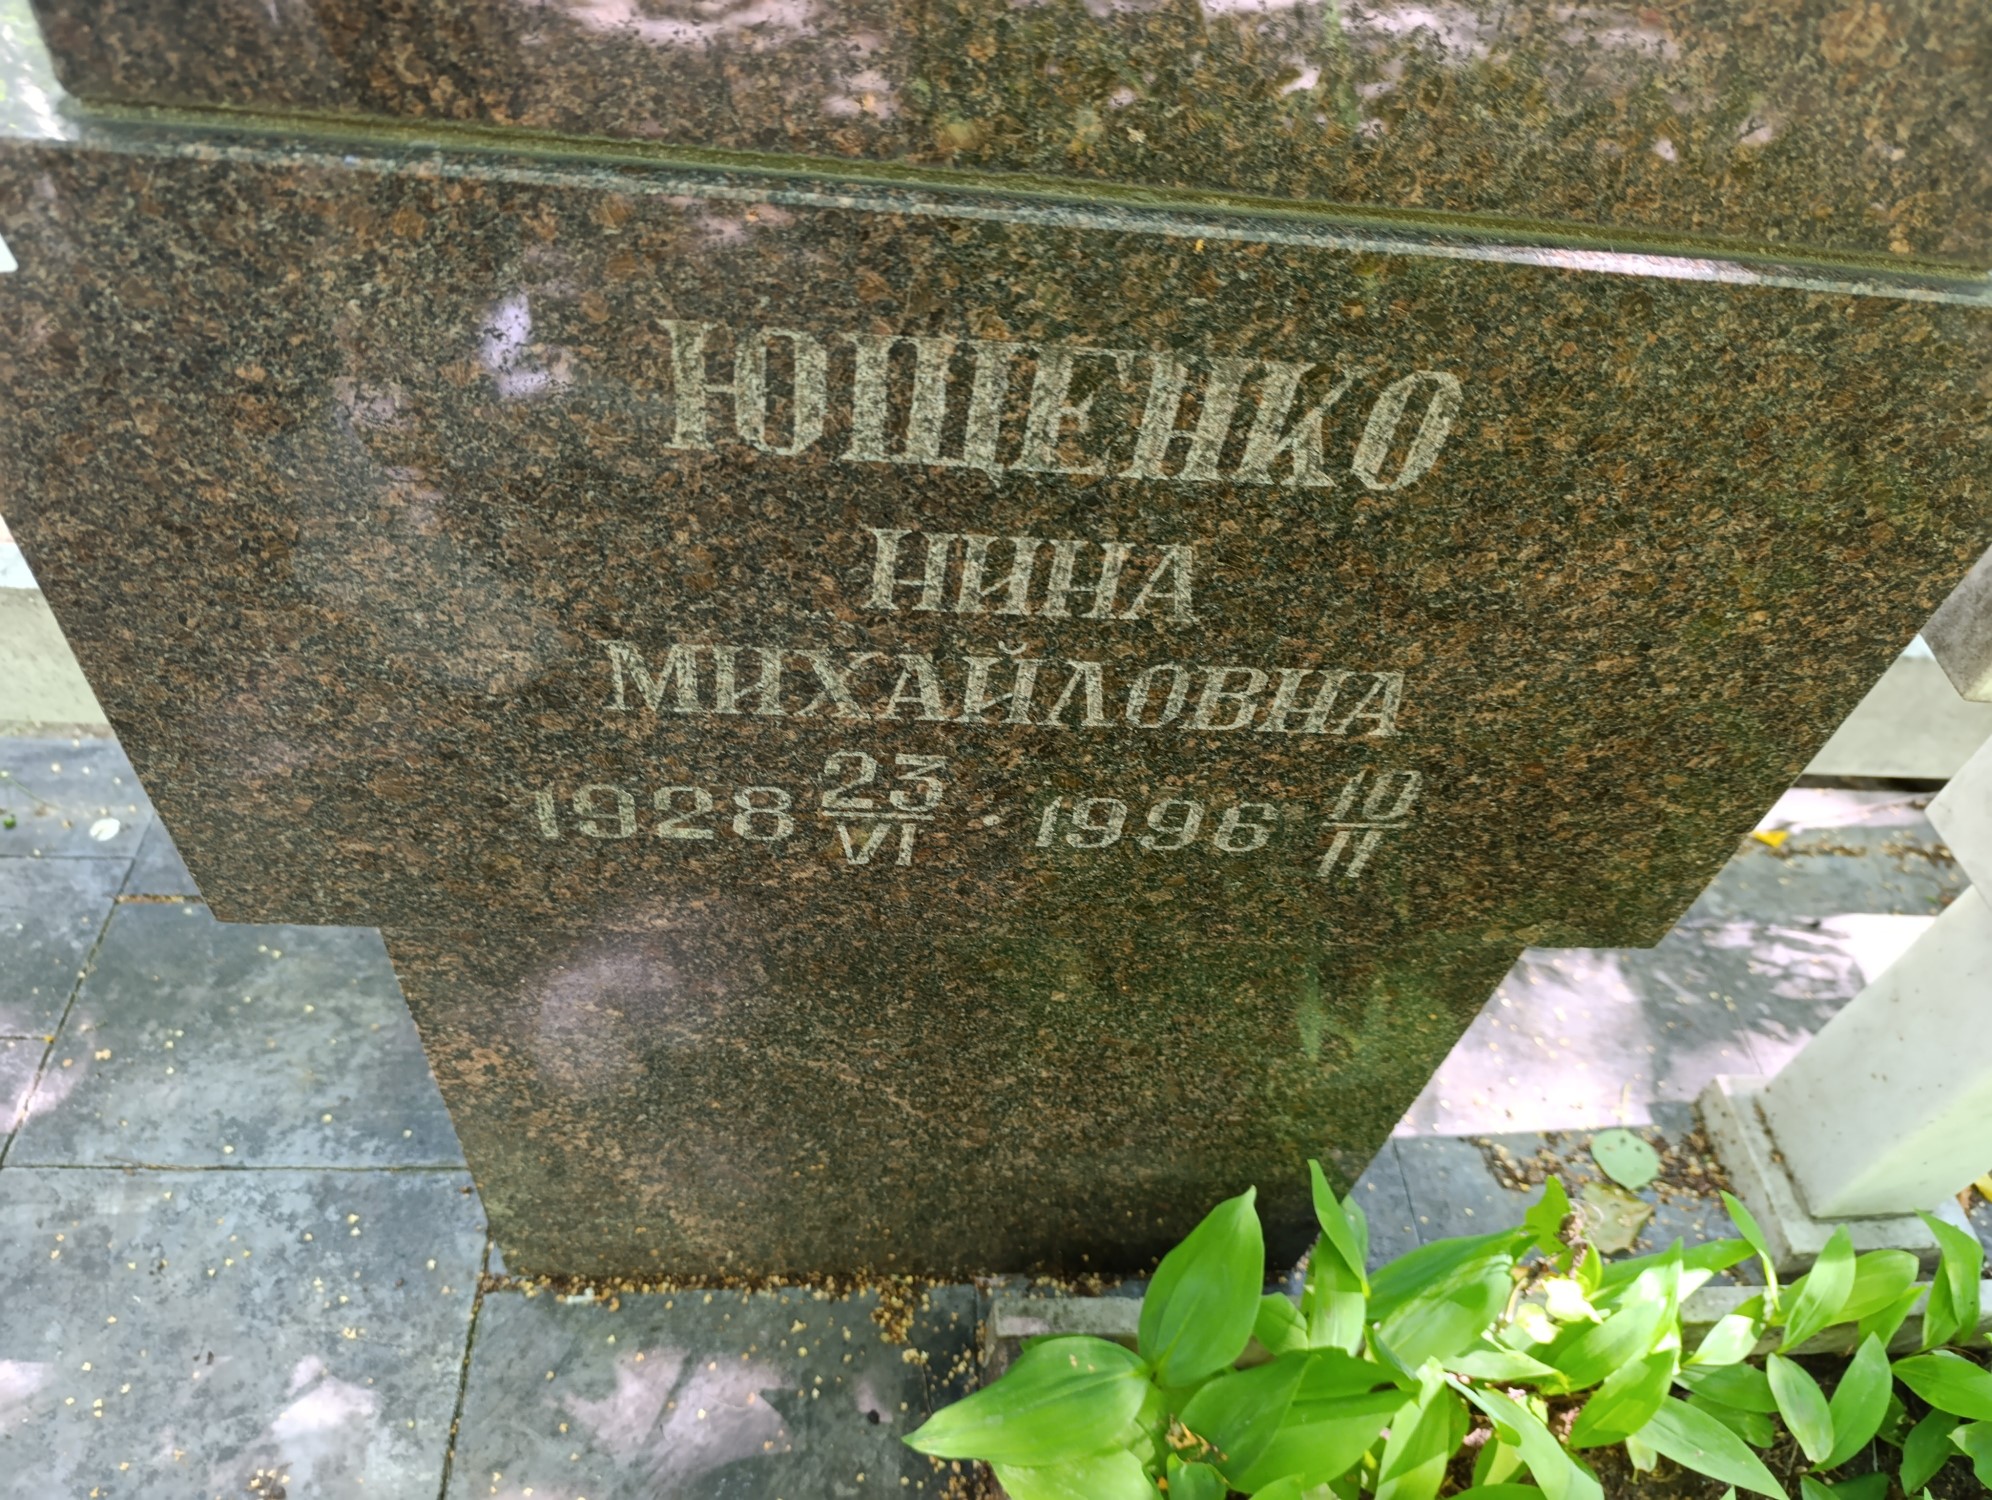 ЮЩЕНКО
НИНА
МИХАЙЛОВНА
1928 23/VI · 1996 10/II